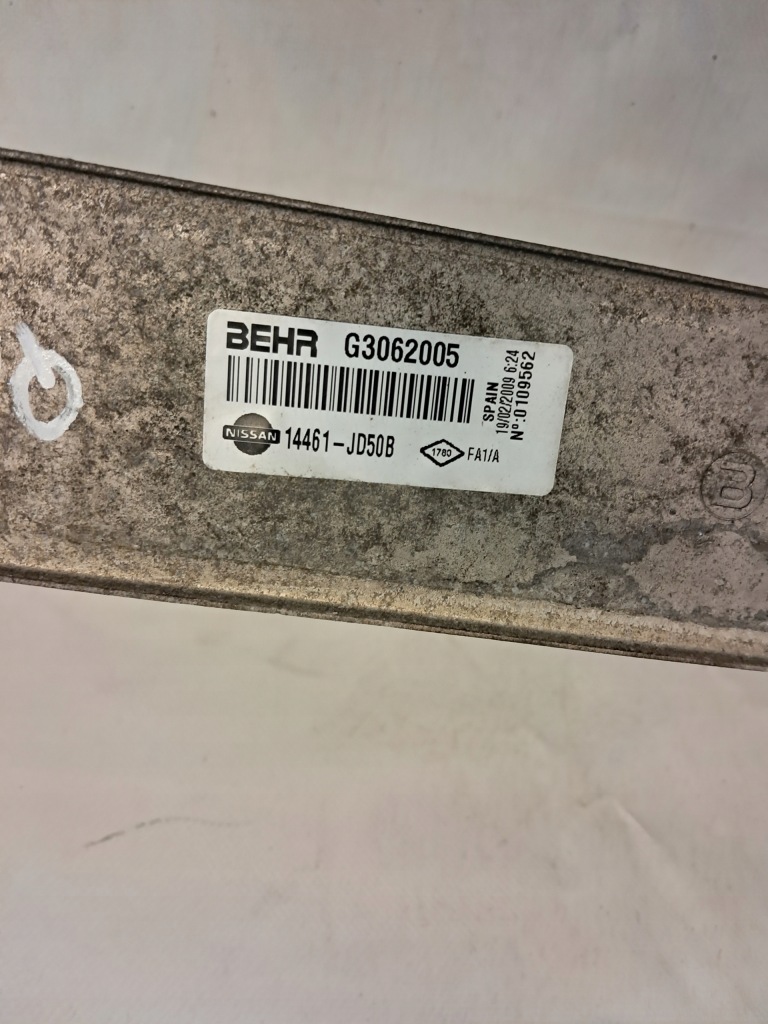 BEHR G3062005
NISSAN 14461-JD50B 1780 FA1/A
SPAIN
19/02/2009 6:24
Nº:0109562